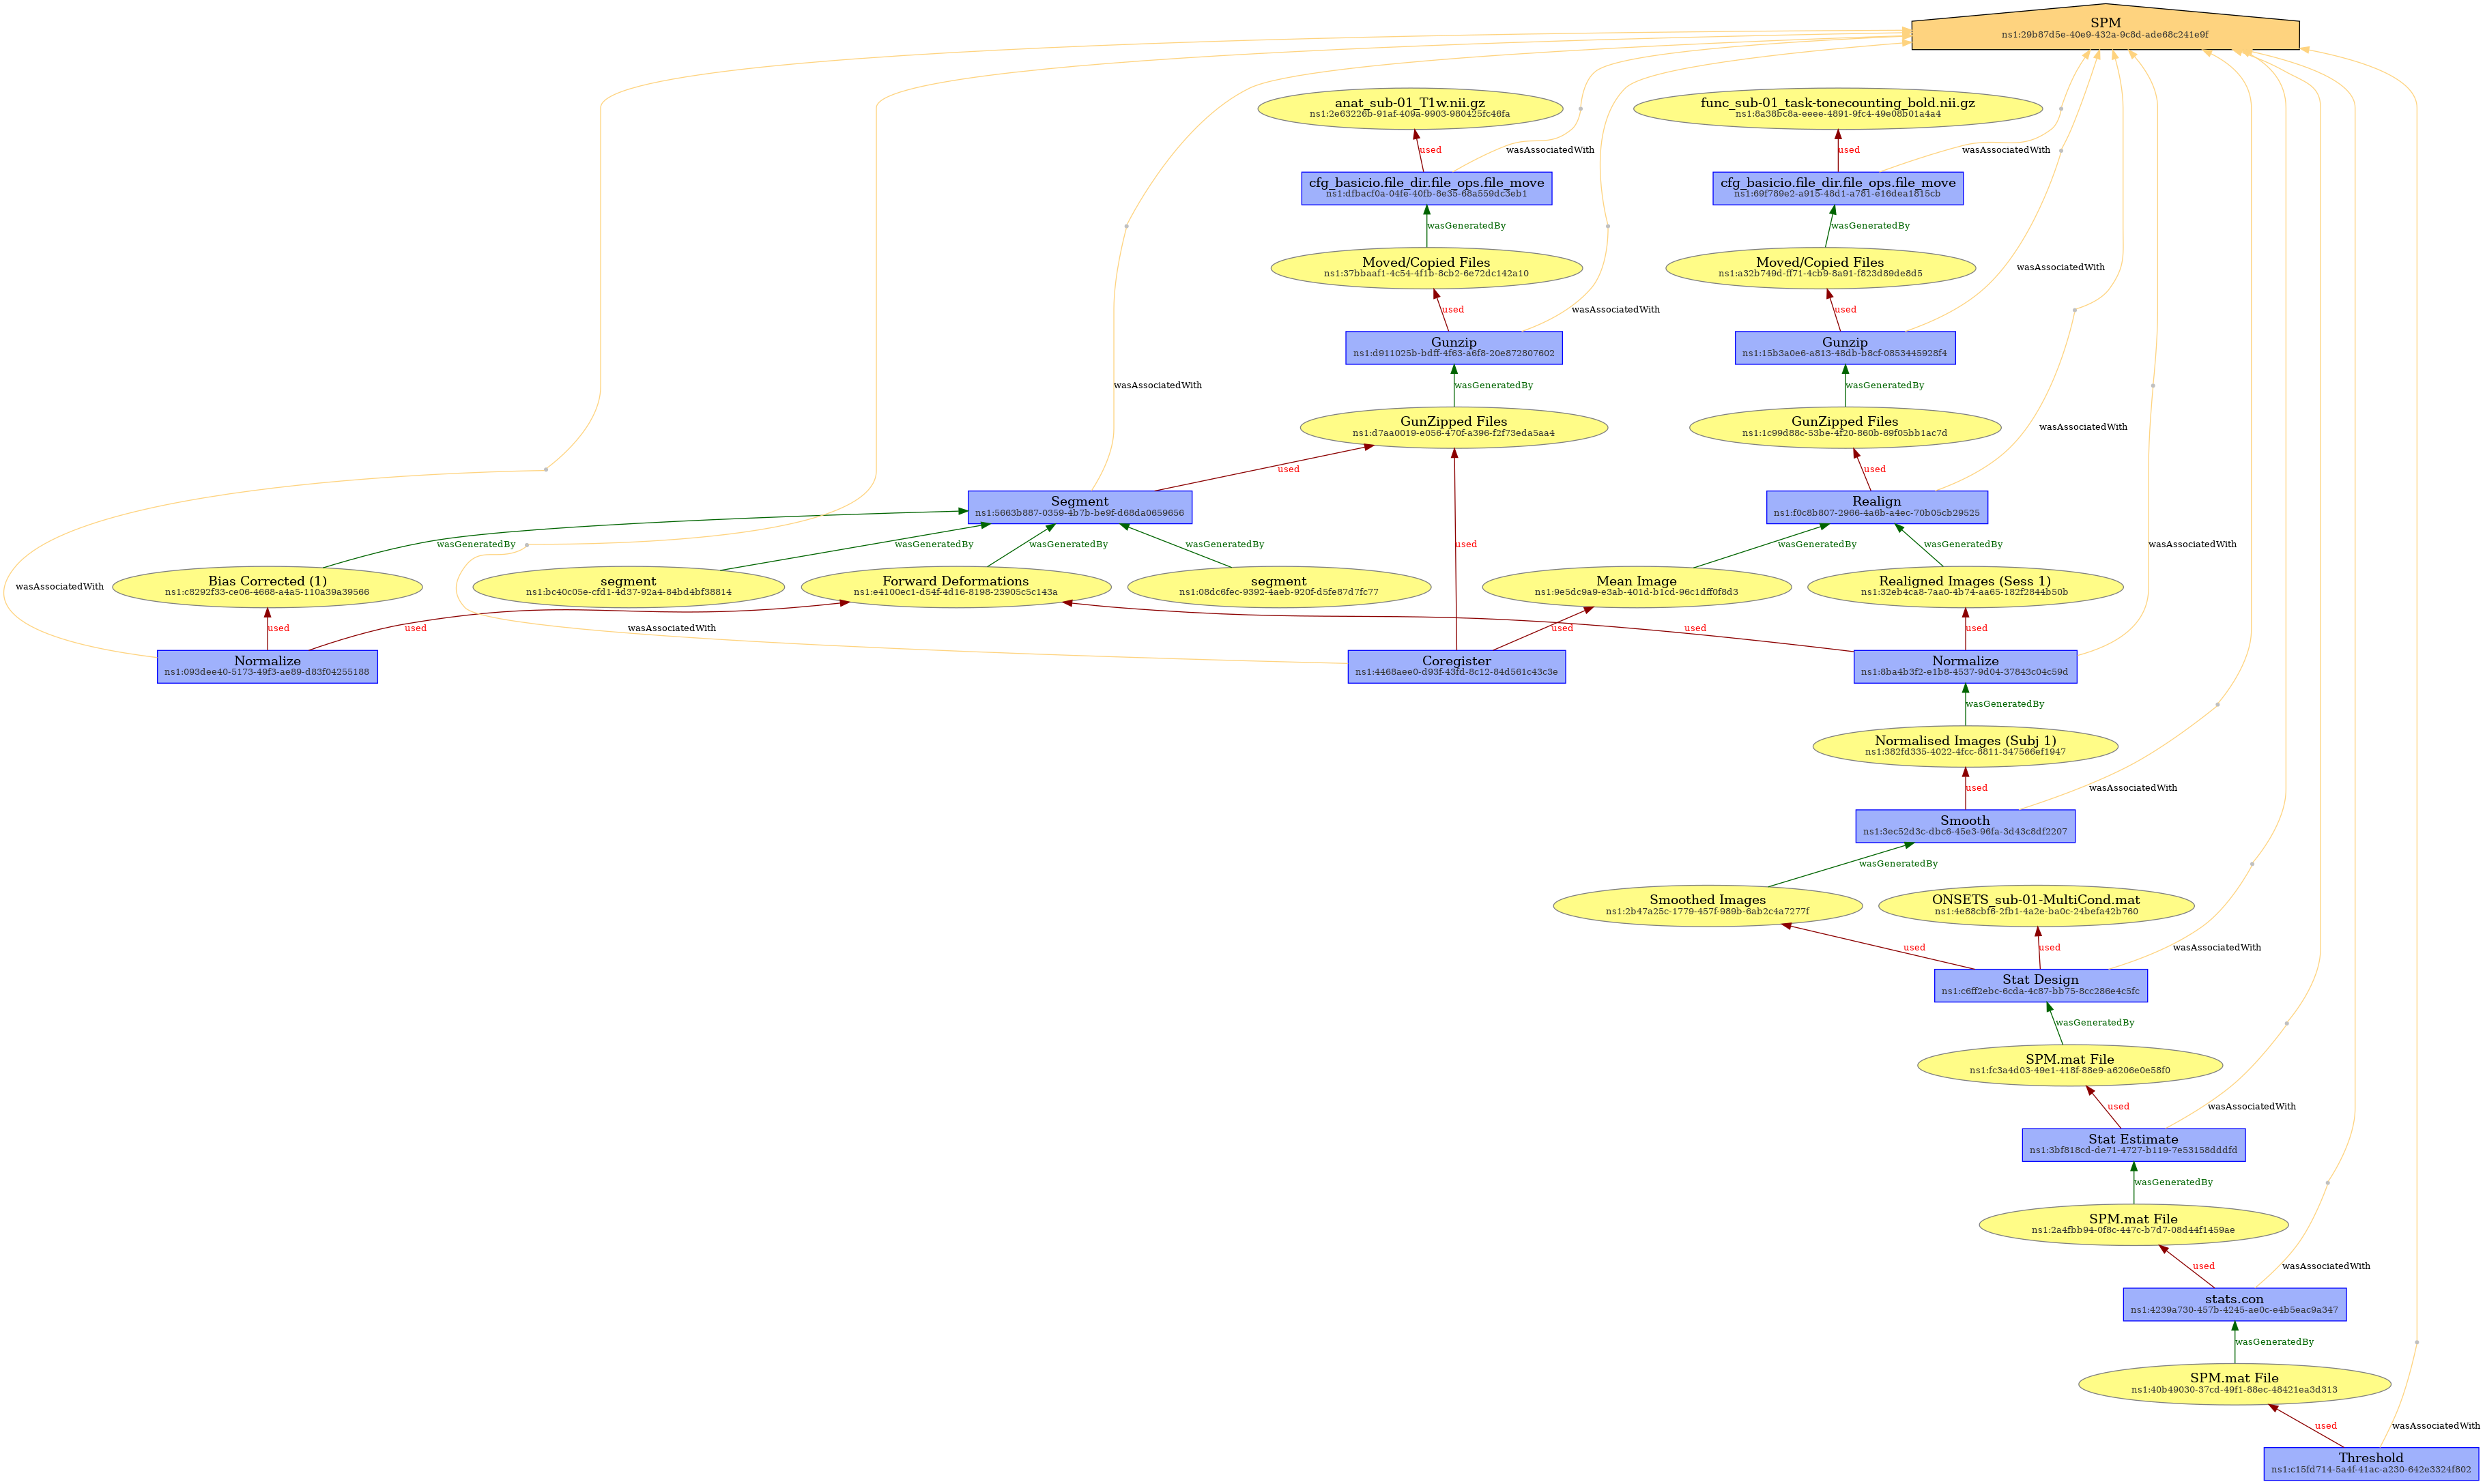 SPM
ns1:29b87d5e-40e9-432a-9c8d-ade68c241e9f
anat_sub-01_T1w.nii.gz
ns1:2e63226b-91af-409a-9903-980425fc46fa
func_sub-01_task-tonecounting_bold.nii.gz
ns1:8a38bc8a-eeee-4891-9fc4-49e08b01a4a4
used
wasAssociatedWith
used
wasAssociatedWith
cfg_basicio.file_dir.file_ops.file_move
ns1:dfbacf0a-04fe-40fb-8e35-68a559dc3eb1
cfg_basicio.file_dir.file_ops.file_move
ns1:69f789e2-a915-48d1-a781-e16dea1815cb
wasGeneratedBy
wasGeneratedBy
Moved/Copied Files
ns1:37bbaaf1-4c54-4f1b-8cb2-6e72dc142a10
Moved/Copied Files
ns1:a32b749d-ff71-4cb9-8a91-f823d89de8d5
wasAssociatedWith
used
wasAssociatedWith
used
Gunzip
ns1:d911025b-bdff-4f63-a6f8-20e872807602
Gunzip
ns1:15b3a0e6-a813-48db-b8cf-0853445928f4
wasAssociatedWith
wasGeneratedBy
wasGeneratedBy
GunZipped Files
ns1:d7aa0019-e056-470f-a396-f2f73eda5aa4
GunZipped Files
ns1:1c99d88c-53be-4f20-860b-69f05bb1ac7d
wasAssociatedWith
used
used
Segment
ns1:5663b887-0359-4b7b-be9f-d68da0659656
Realign
ns1:f0c8b807-2966-4a6b-a4ec-70b05cb29525
wasGeneratedBy
wasGeneratedBy
wasGeneratedBy
wasGeneratedBy
used
wasGeneratedBy
wasGeneratedBy
wasAssociatedWith
wasAssociatedWith
Bias Corrected (1)
ns1:c8292f33-ce06-4668-a4a5-110a39a39566
segment
ns1:bc40c05e-cfd1-4d37-92a4-84bd4bf38814
Forward Deformations
ns1:e4100ec1-d54f-4d16-8198-23905c5c143a
segment
ns1:08dc6fec-9392-4aeb-920f-d5fe87d7fc77
Mean Image
ns1:9e5dc9a9-e3ab-401d-b1cd-96c1dff0f8d3
Realigned Images (Sess 1)
ns1:32eb4ca8-7aa0-4b74-aa65-182f2844b50b
used
used
wasAssociatedWith
used
used
used
Normalize
ns1:093dee40-5173-49f3-ae89-d83f04255188
Coregister
ns1:4468aee0-d93f-43fd-8c12-84d561c43c3e
Normalize
ns1:8ba4b3f2-e1b8-4537-9d04-37843c04c59d
wasGeneratedBy
Normalised Images (Subj 1)
ns1:382fd335-4022-4fcc-8811-347566ef1947
used
wasAssociatedWith
Smooth
ns1:3ec52d3c-dbc6-45e3-96fa-3d43c8df2207
wasGeneratedBy
Smoothed Images
ns1:2b47a25c-1779-457f-989b-6ab2c4a7277f
ONSETS_sub-01-MultiCond.mat
ns1:4e88cbf6-2fb1-4a2e-ba0c-24befa42b760
used
used
wasAssociatedWith
Stat Design
ns1:c6ff2ebc-6cda-4c87-bb75-8cc286e4c5fc
wasGeneratedBy
SPM.mat File
ns1:fc3a4d03-49e1-418f-88e9-a6206e0e58f0
used
wasAssociatedWith
Stat Estimate
ns1:3bf818cd-de71-4727-b119-7e53158dddfd
wasGeneratedBy
SPM.mat File
ns1:2a4fbb94-0f8c-447c-b7d7-08d44f1459ae
used
wasAssociatedWith
stats.con
ns1:4239a730-457b-4245-ae0c-e4b5eac9a347
wasGeneratedBy
SPM.mat File
ns1:40b49030-37cd-49f1-88ec-48421ea3d313
used
wasAssociatedWith
Threshold
ns1:c15fd714-5a4f-41ac-a230-642e3324f802